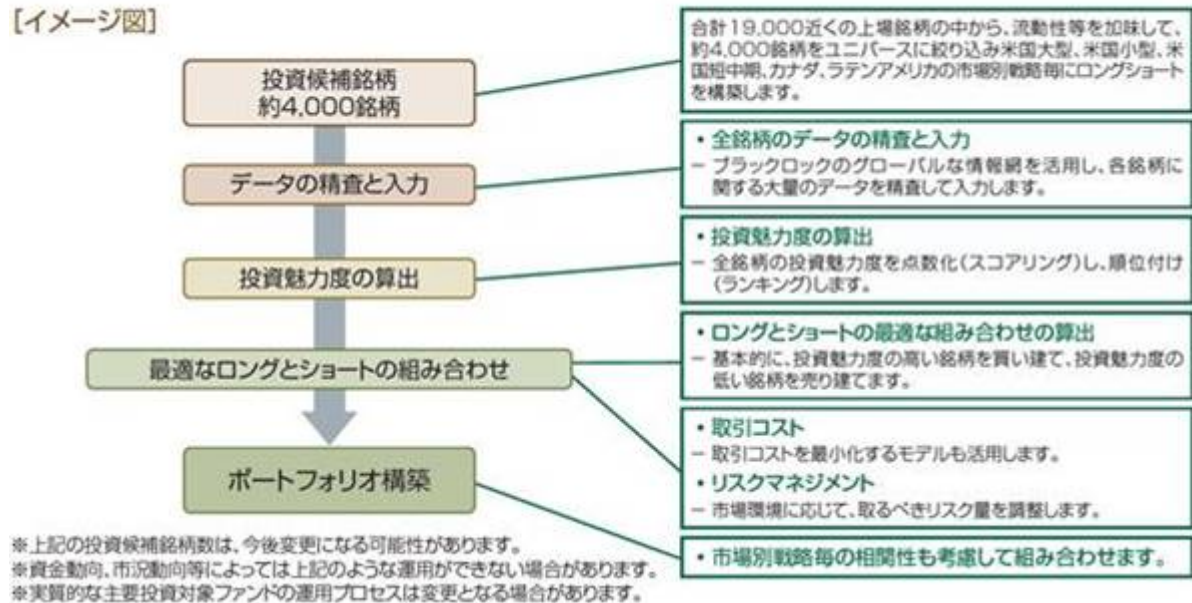 [イメージ図]
投資候補銘柄
約4,000銘柄
データの精査と入力
投資魅力度の算出
最適なロングとショートの組み合わせ
ポートフォリオ構築
合計19,000近くの上場銘柄の中から、流動性等を加味して、
約4,000銘柄をユニバースに絞り込み米国大型、米国小型、米
国短中期、カナダ、ラテンアメリカの市場別戦略毎にロングショート
を構築します。
・全銘柄のデータの精査と入力
− ブラックロックのグローバルな情報網を活用し、各銘柄に
関する大量のデータを精査して入力します。
・投資魅力度の算出
− 全銘柄の投資魅力度を点数化(スコアリング)し、順位付け
(ランキング)します。
・ロングとショートの最適な組み合わせの算出
− 基本的に、投資魅力度の高い銘柄を買い建て、投資魅力度の
低い銘柄を売り建てます。
・取引コスト
− 取引コストを最小化するモデルも活用します。
・リスクマネジメント
− 市場環境に応じて、取るべきリスク量を調整します。
・市場別戦略毎の相関性も考慮して組み合わせます。
※上記の投資候補銘柄数は、今後変更になる可能性があります。
※資金動向、市況動向等によっては上記のような運用ができない場合があります。
※実質的な主要投資対象ファンドの運用プロセスは変更となる場合があります。